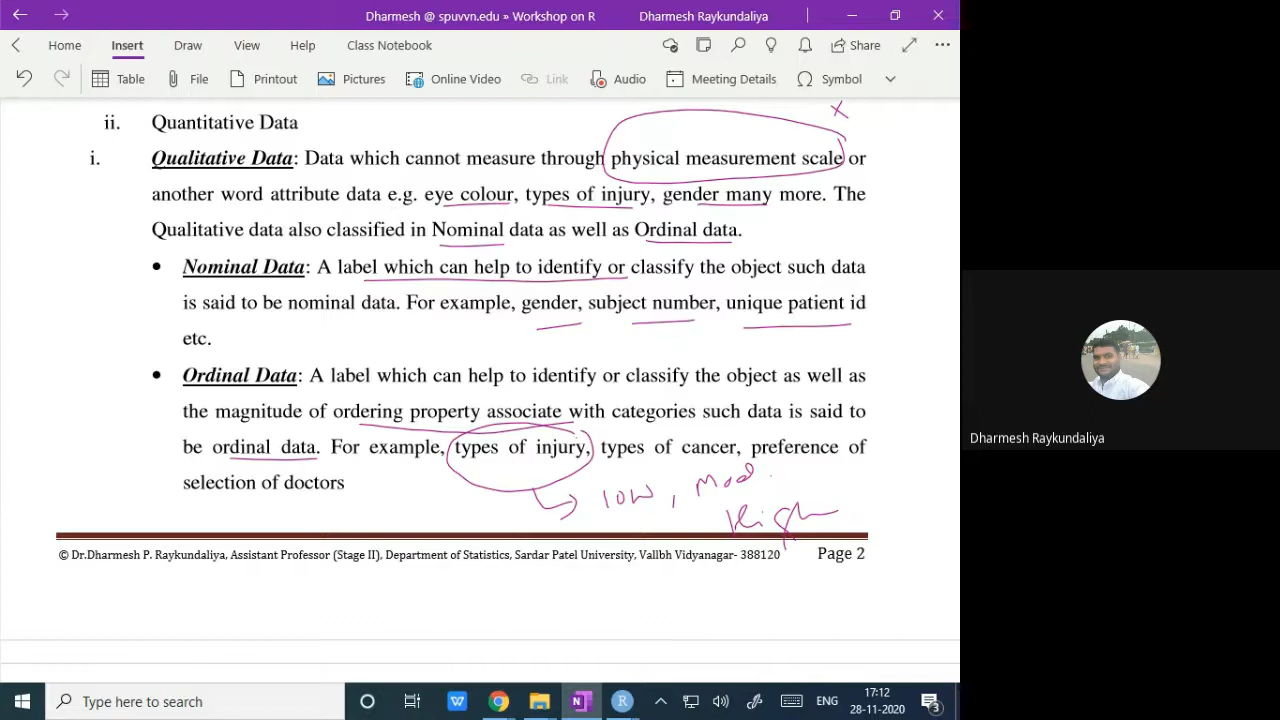 Dharmesh @ spuvvn.edu » Workshop on R
Dharmesh Raykundaliya
Home Insert Draw View Help Class Notebook Share
Table File Printout Pictures Online Video Link Audio Meeting Details Symbol
x
ii. Quantitative Data
i. Qualitative Data: Data which cannot measure through physical measurement scale or
another word attribute data e.g. eye colour, types of injury, gender many more. The
Qualitative data also classified in Nominal data as well as Ordinal data.
• Nominal Data: A label which can help to identify or classify the object such data
is said to be nominal data. For example, gender, subject number, unique patient id
etc.
• Ordinal Data: A label which can help to identify or classify the object as well as
the magnitude of ordering property associate with categories such data is said to
be ordinal data. For example, types of injury, types of cancer, preference of
selection of doctors
low, Mod.
High
© Dr.Dharmesh P. Raykundaliya, Assistant Professor (Stage II), Department of Statistics, Sardar Patel University, Vallbh Vidyanagar- 388120 Page 2
Dharmesh Raykundaliya
Type here to search
ENG
17:12
28-11-2020
3